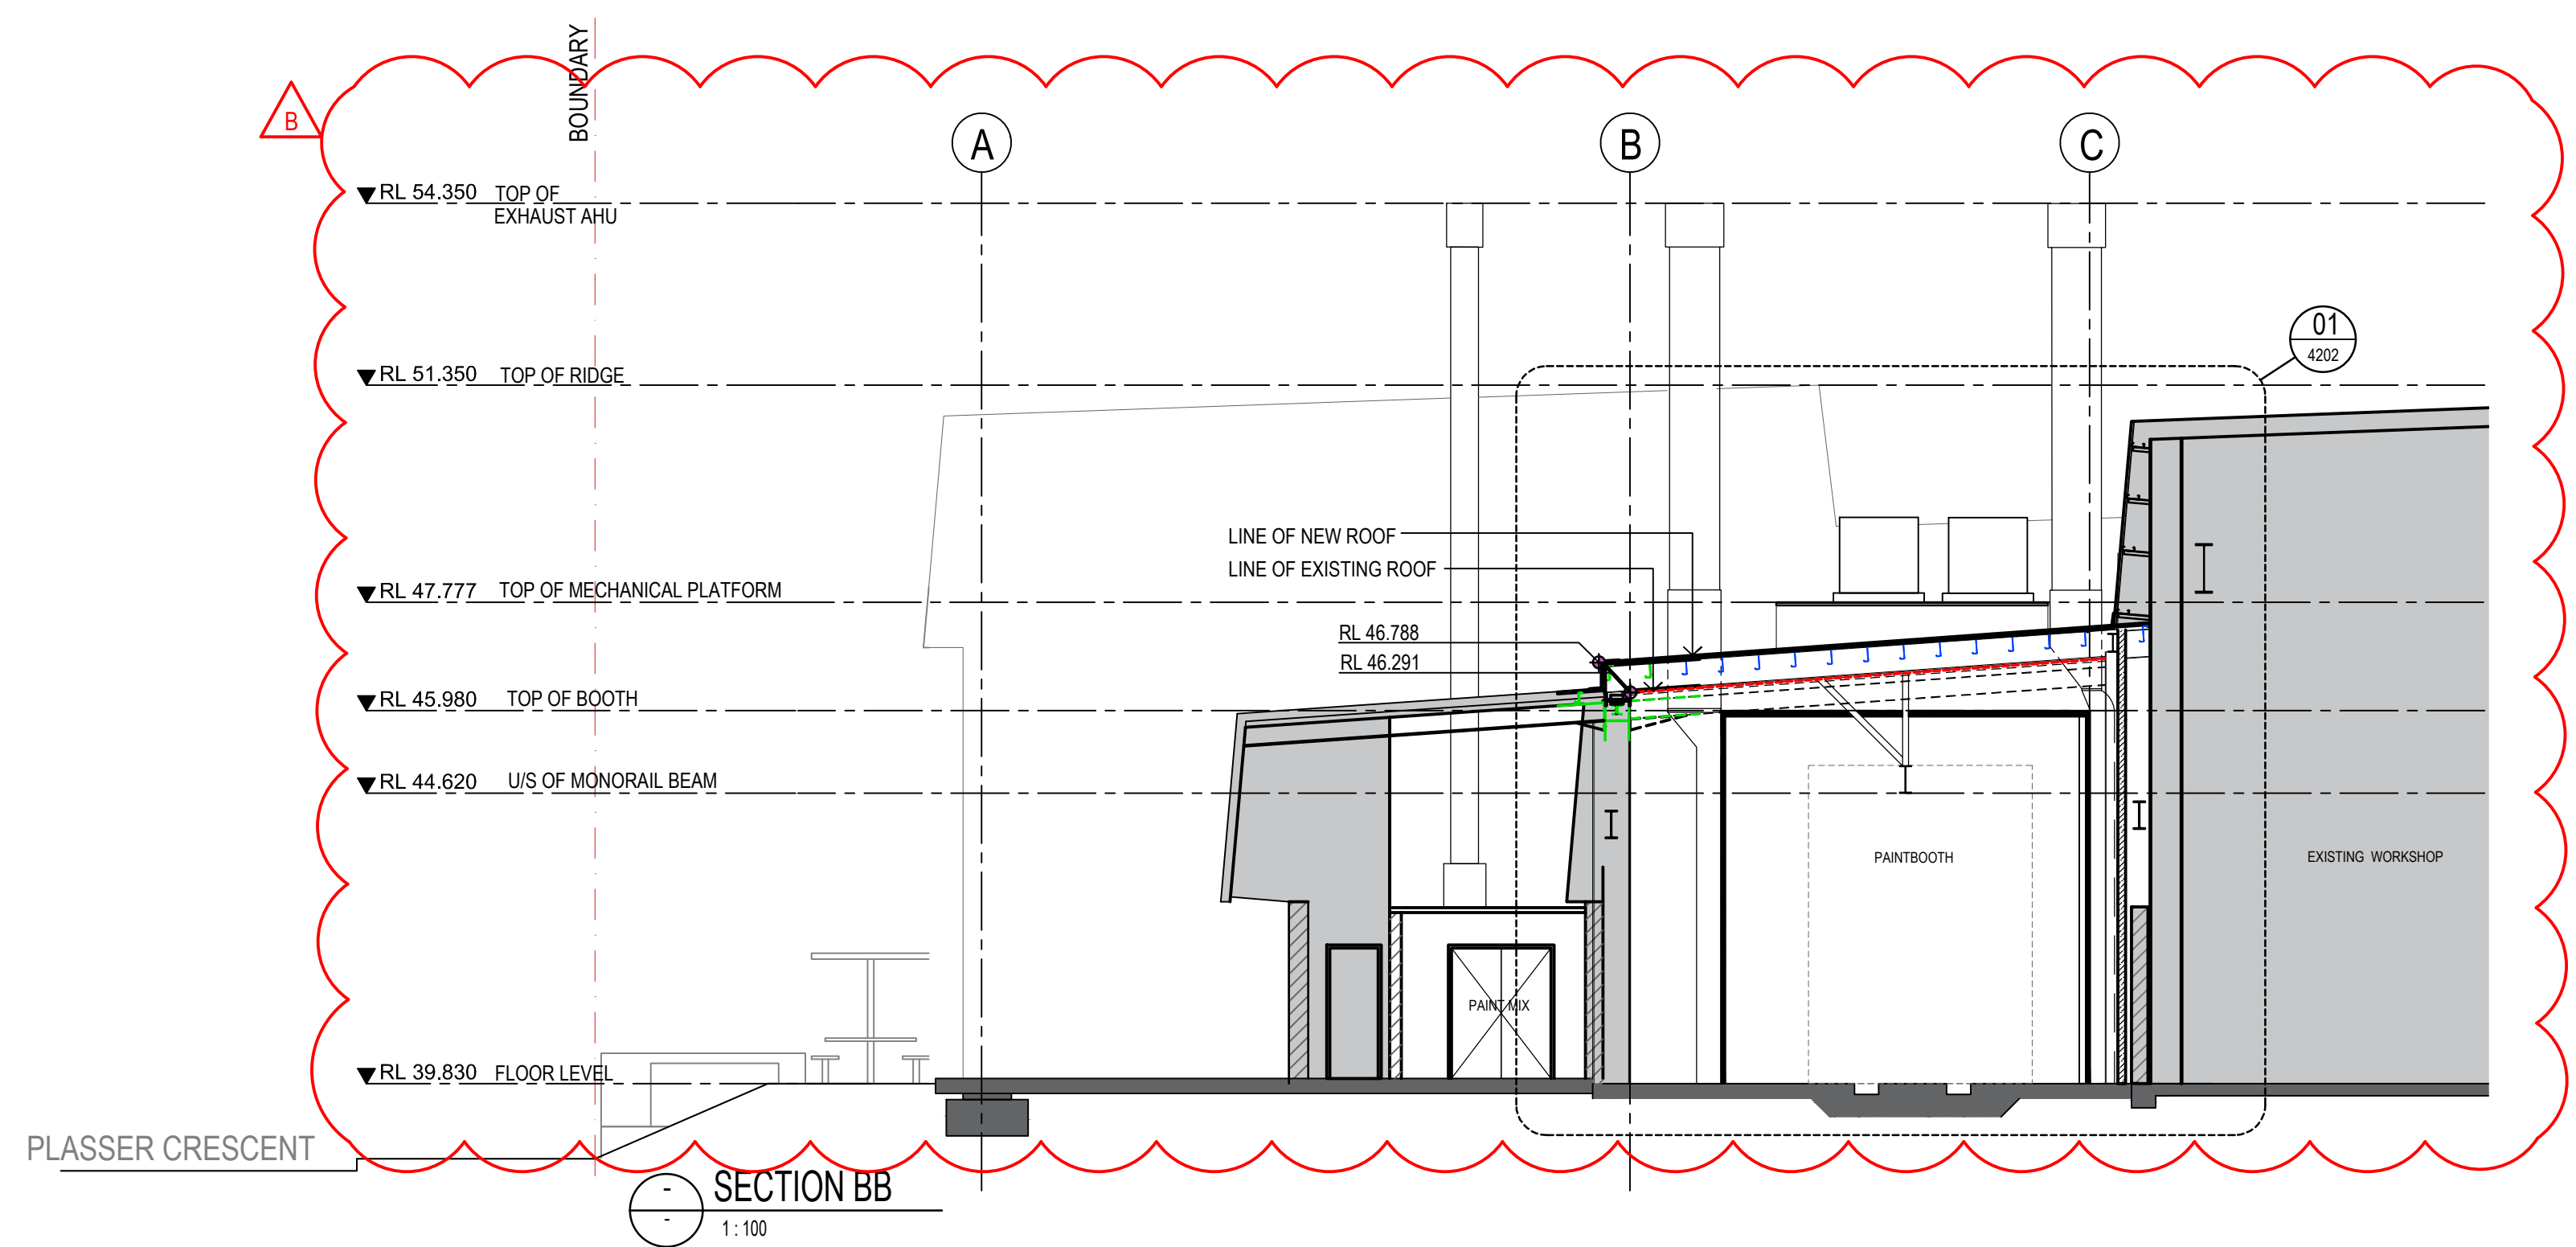 BOUNDARY
B
A
B
C
RL 54.350 TOP OF
EXHAUST AHU
01
4202
RL 51.350 TOP OF RIDGE
LINE OF NEW ROOF
LINE OF EXISTING ROOF
RL 47.777 TOP OF MECHANICAL PLATFORM
RL 46.788
RL 46.291
RL 45.980 TOP OF BOOTH
RL 44.620 U/S OF MONORAIL BEAM
PAINTBOOTH
EXISTING WORKSHOP
PAINT MIX
RL 39.830 FLOOR LEVEL
PLASSER CRESCENT
-
-
SECTION BB
1 : 100